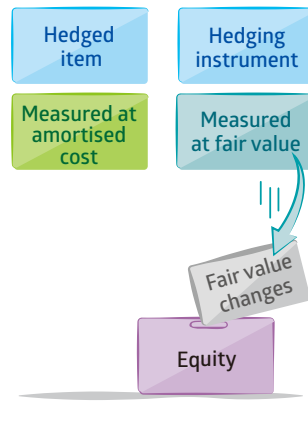 Hedged
item
Hedging
instrument
Measured at
amortised
cost
Measured
at fair value
Fair value
changes
Equity